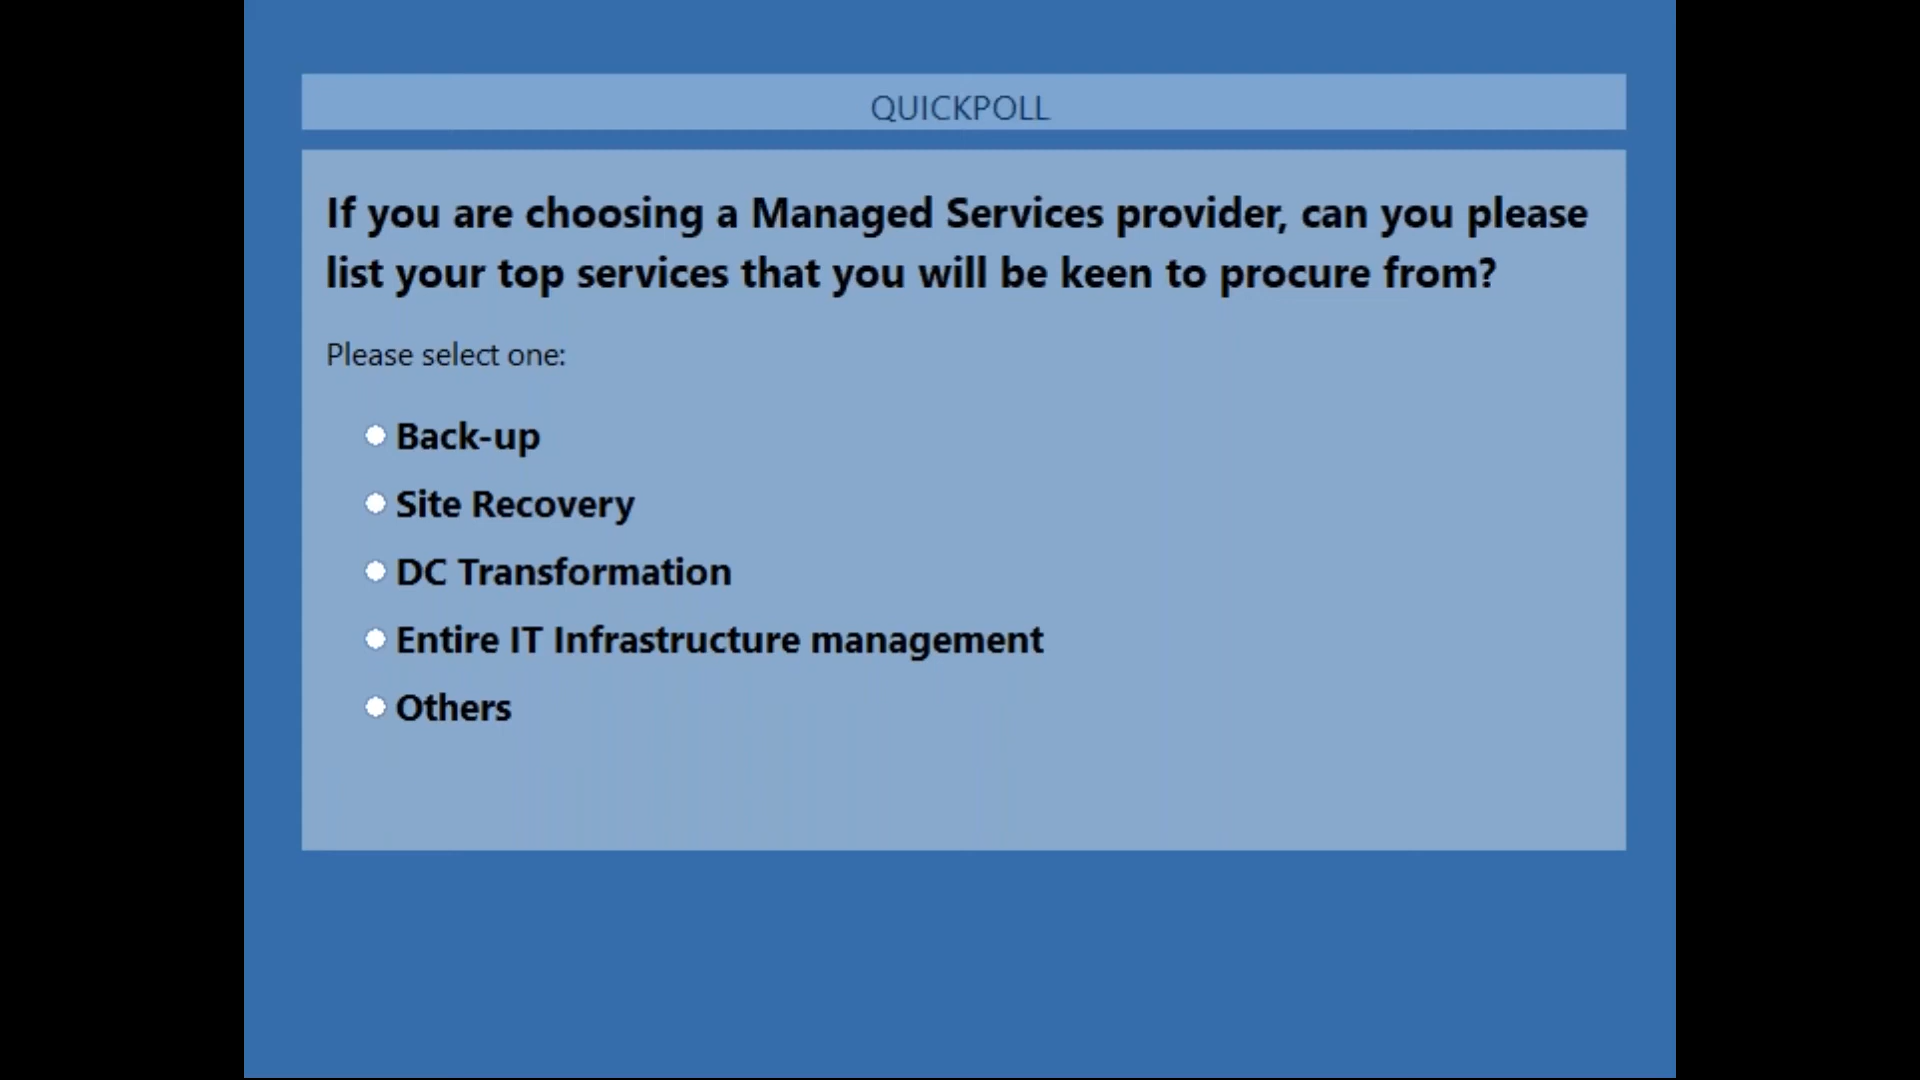 QUICKPOLL
If you are choosing a Managed Services provider, can you please
list your top services that you will be keen to procure from?
Please select one:
Back-up
Site Recovery
DC Transformation
Entire IT Infrastructure management
Others